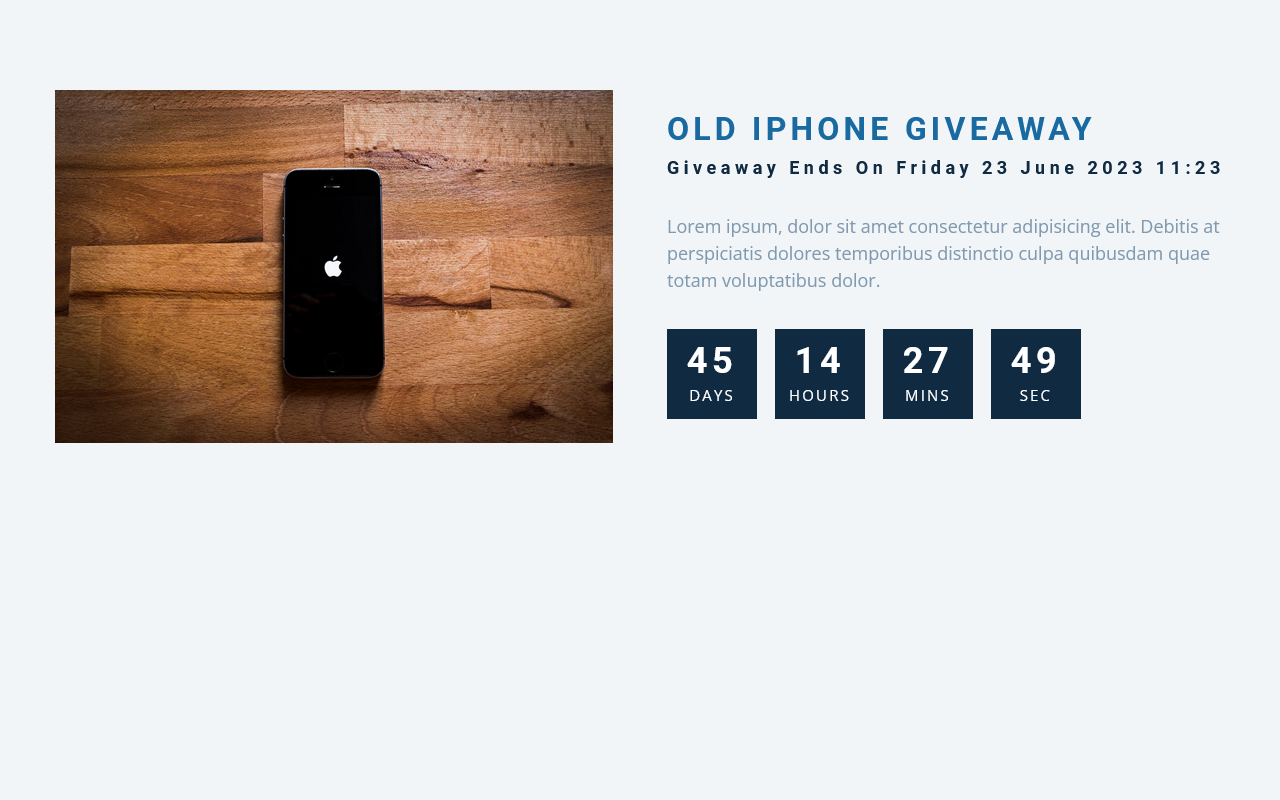 OLD IPHONE GIVEAWAY
Giveaway Ends On Friday 23 June 2023 11:23
Lorem ipsum, dolor sit amet consectetur adipisicing elit. Debitis at
perspiciatis dolores temporibus distinctio culpa quibusdam quae
totam voluptatibus dolor.
45 14 27 49
DAYS HOURS MINS SEC